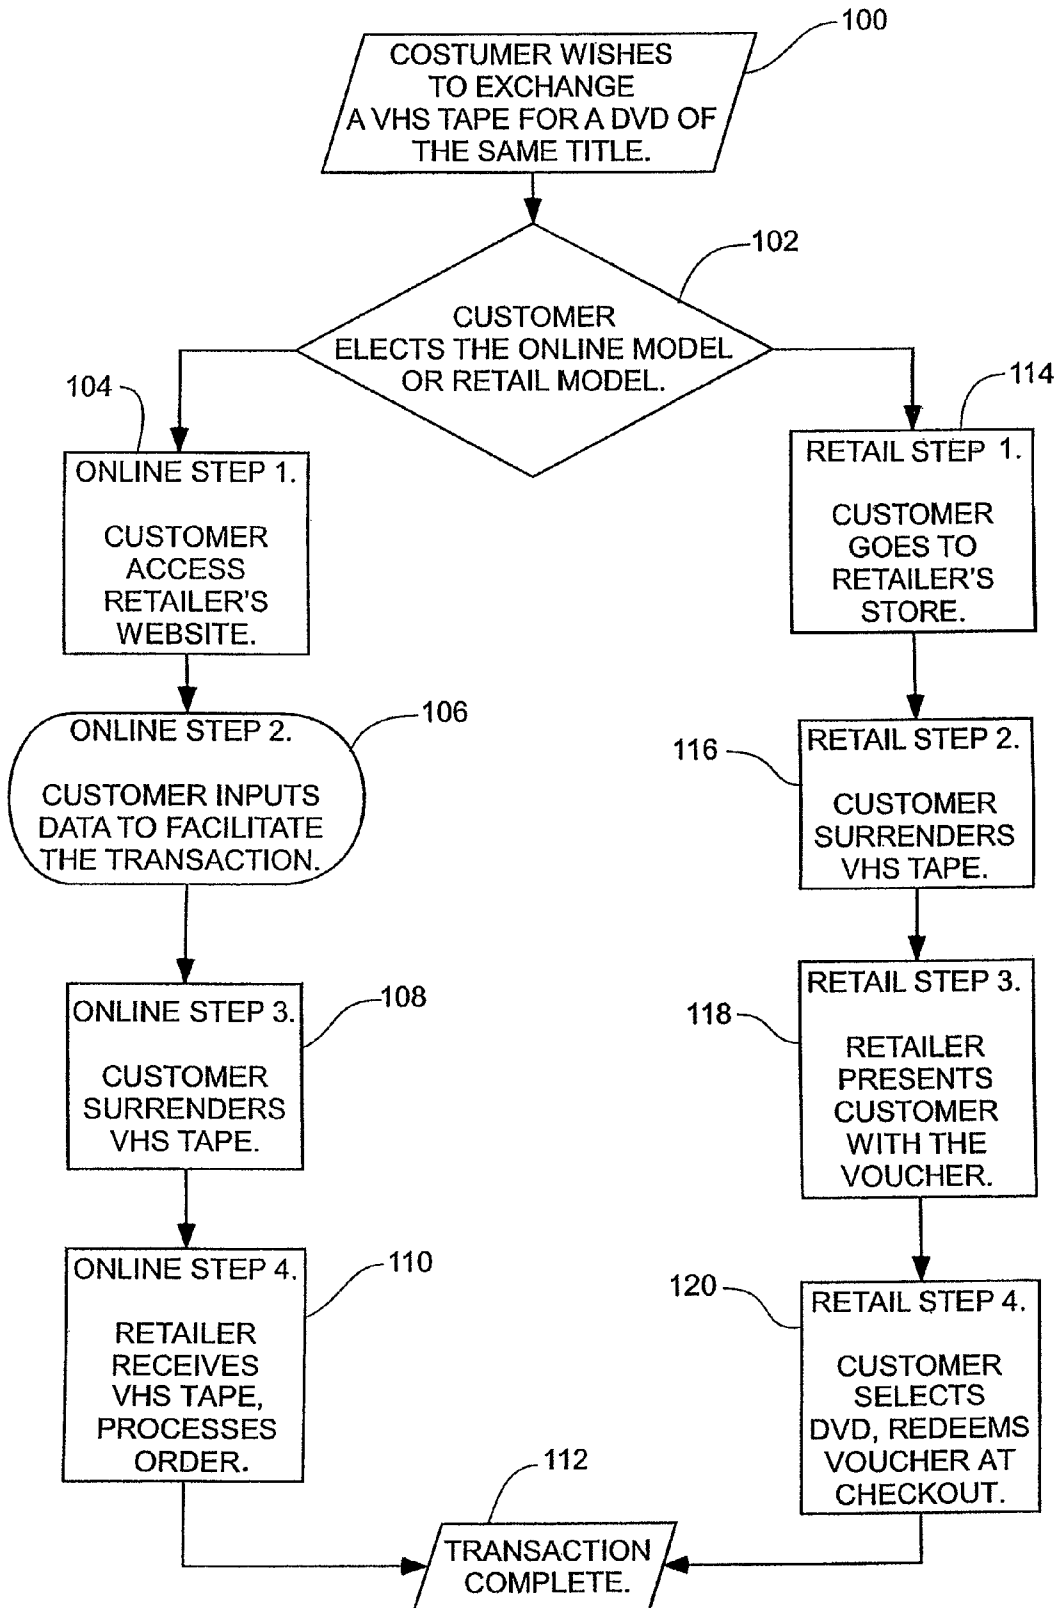 100
COSTUMER WISHES
TO EXCHANGE
A VHS TAPE FOR A DVD OF
THE SAME TITLE.
102
CUSTOMER
ELECTS THE ONLINE MODEL
OR RETAIL MODEL.
104
ONLINE STEP 1.
CUSTOMER
ACCESS
RETAILER'S
WEBSITE.
106
ONLINE STEP 2.
CUSTOMER INPUTS
DATA TO FACILITATE
THE TRANSACTION.
108
ONLINE STEP 3.
CUSTOMER
SURRENDERS
VHS TAPE.
110
ONLINE STEP 4.
RETAILER
RECEIVES
VHS TAPE,
PROCESSES
ORDER.
114
RETAIL STEP 1.
CUSTOMER
GOES TO
RETAILER'S
STORE.
116
RETAIL STEP 2.
CUSTOMER
SURRENDERS
VHS TAPE.
118
RETAIL STEP 3.
RETAILER
PRESENTS
CUSTOMER
WITH THE
VOUCHER.
120
RETAIL STEP 4.
CUSTOMER
SELECTS
DVD, REDEEMS
VOUCHER AT
CHECKOUT.
112
TRANSACTION
COMPLETE.